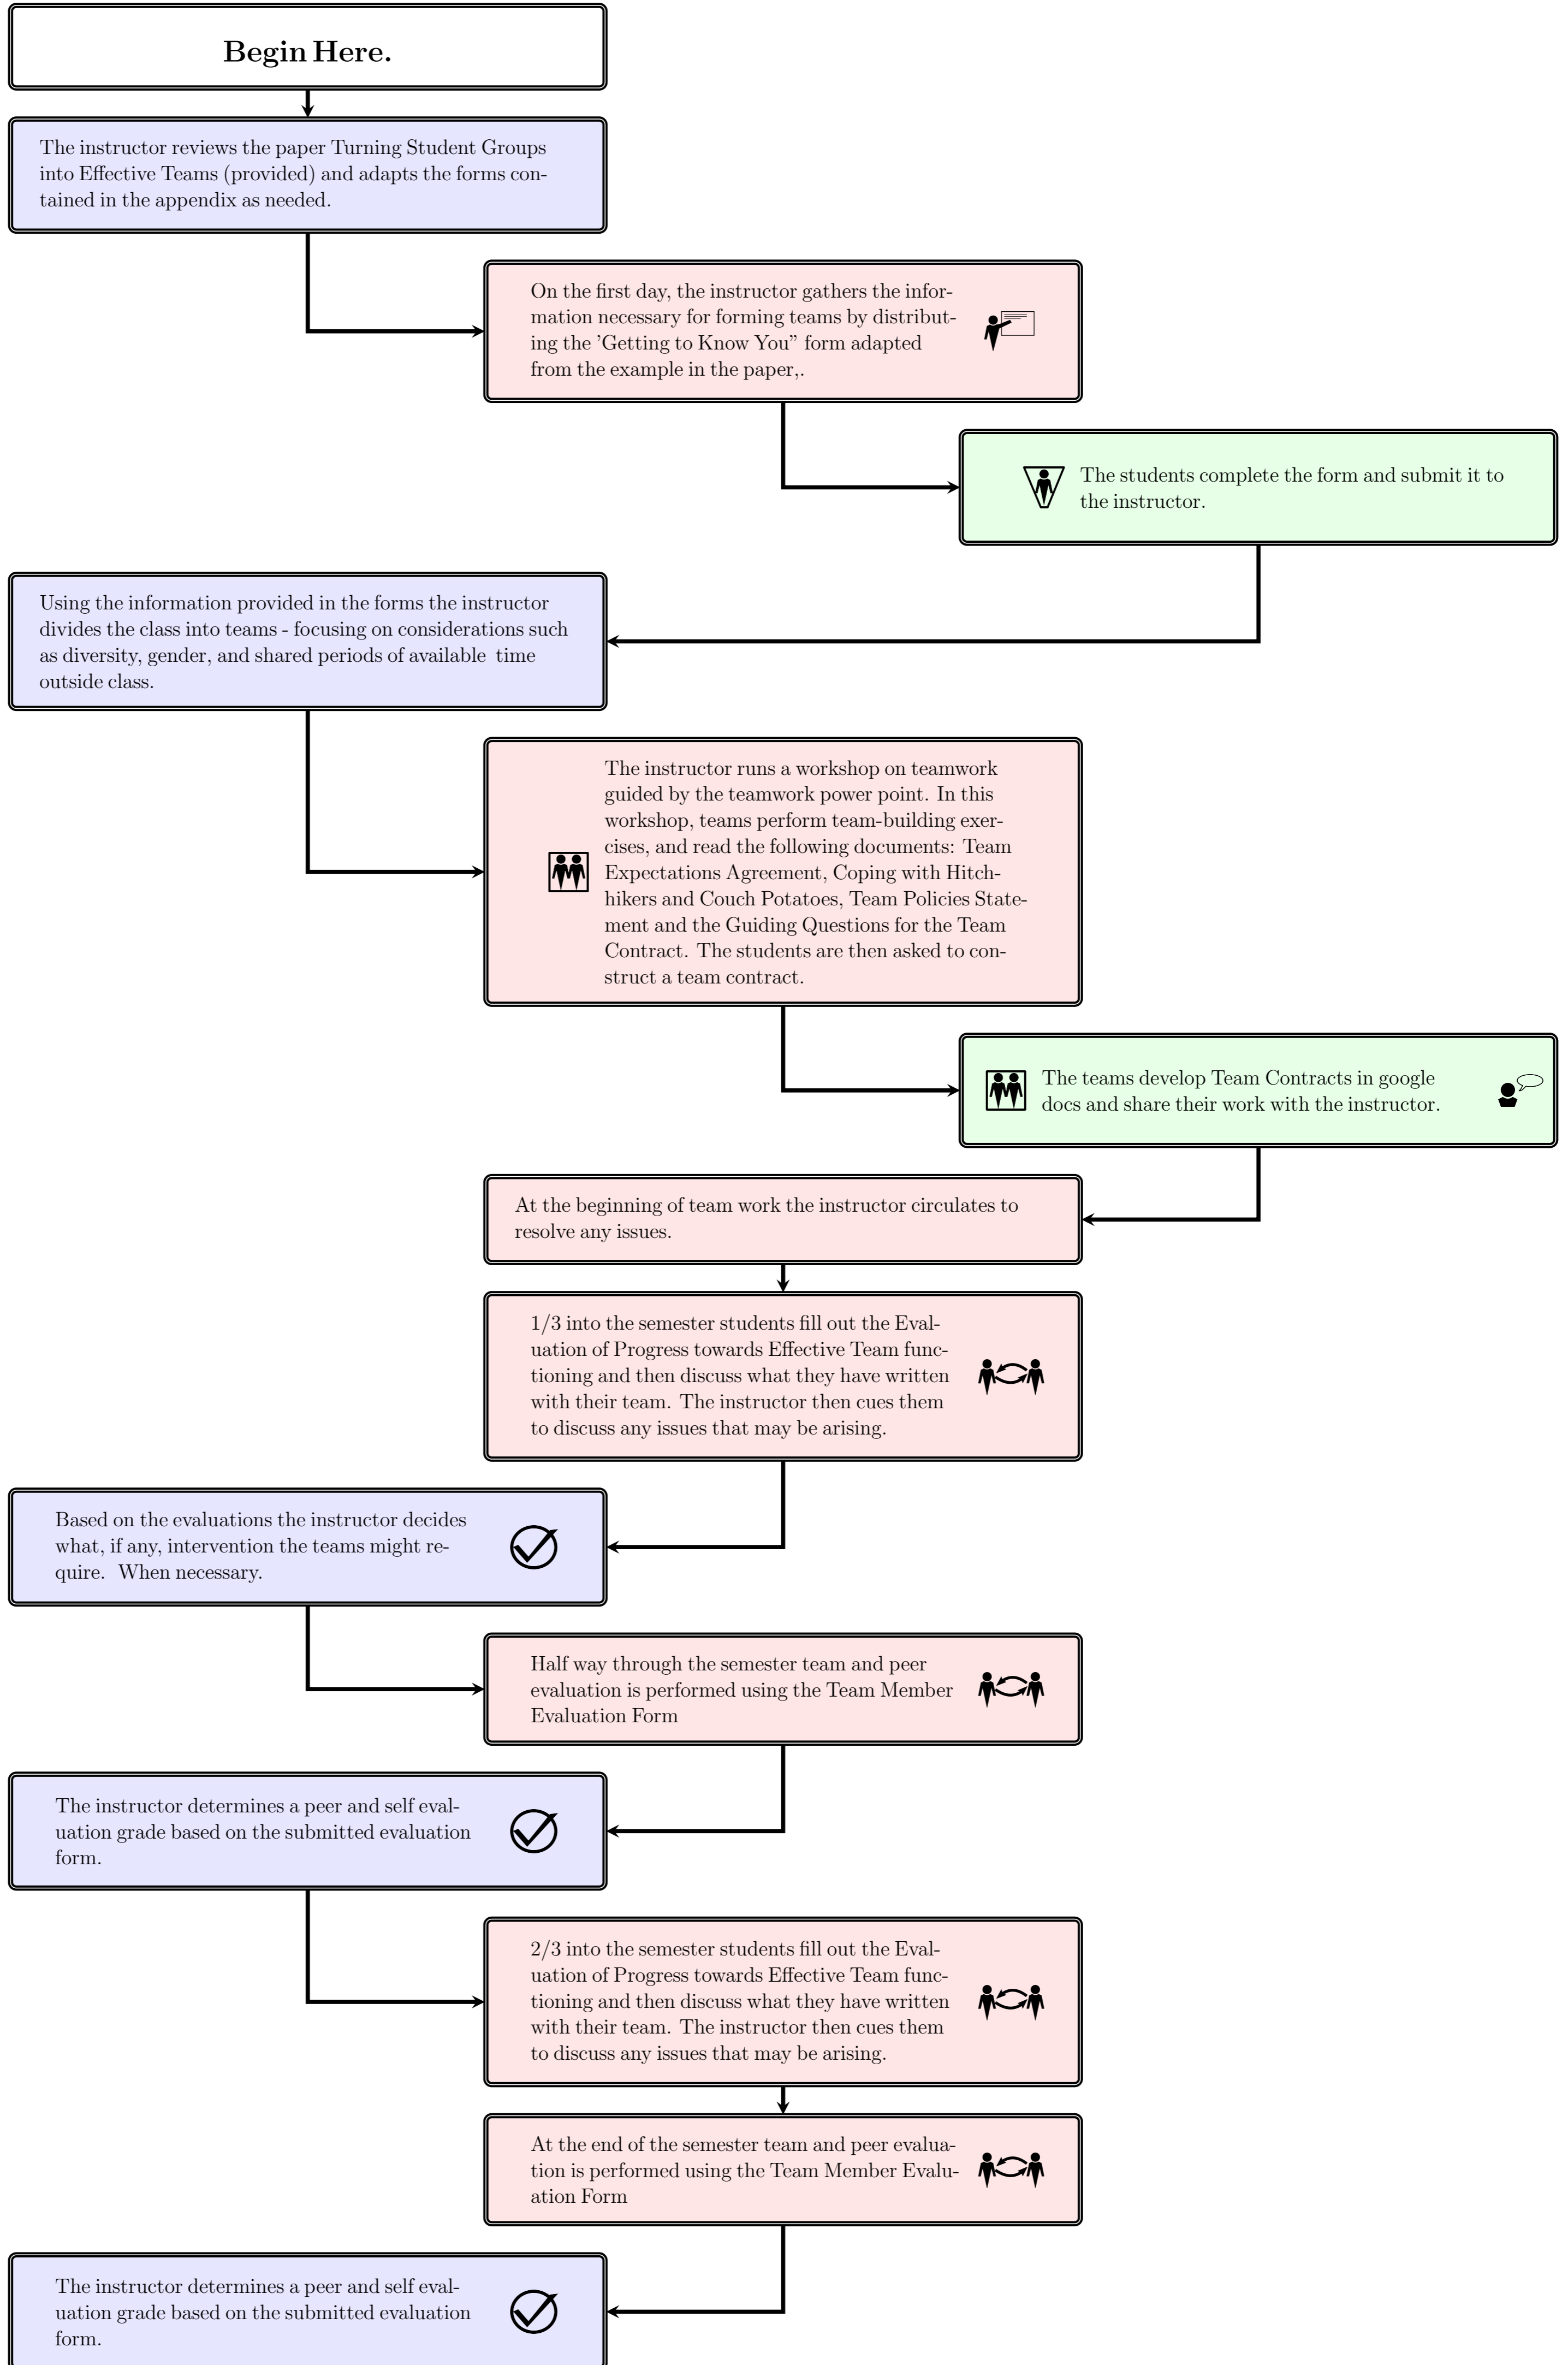 Begin Here.
The instructor reviews the paper Turning Student Groups
into Effective Teams (provided) and adapts the forms con-
tained in the appendix as needed.
On the first day, the instructor gathers the infor-
mation necessary for forming teams by distribut-
ing the 'Getting to Know You" form adapted
from the example in the paper,.
The students complete the form and submit it to
the instructor.
Using the information provided in the forms the instructor
divides the class into teams - focusing on considerations such
as diversity, gender, and shared periods of available  time
outside class.
The instructor runs a workshop on teamwork
guided by the teamwork power point. In this
workshop, teams perform team-building exer-
cises, and read the following documents: Team
Expectations Agreement, Coping with Hitch-
hikers and Couch Potatoes, Team Policies State-
ment and the Guiding Questions for the Team
Contract. The students are then asked to con-
struct a team contract.
The teams develop Team Contracts in google
docs and share their work with the instructor.
At the beginning of team work the instructor circulates to
resolve any issues.
1/3 into the semester students fill out the Eval-
uation of Progress towards Effective Team func-
tioning and then discuss what they have written
with their team. The instructor then cues them
to discuss any issues that may be arising.
Based on the evaluations the instructor decides
what, if any, intervention the teams might re-
quire.  When necessary.
Half way through the semester team and peer
evaluation is performed using the Team Member
Evaluation Form
The instructor determines a peer and self eval-
uation grade based on the submitted evaluation
form.
2/3 into the semester students fill out the Eval-
uation of Progress towards Effective Team func-
tioning and then discuss what they have written
with their team. The instructor then cues them
to discuss any issues that may be arising.
At the end of the semester team and peer evalua-
tion is performed using the Team Member Evalu-
ation Form
The instructor determines a peer and self eval-
uation grade based on the submitted evaluation
form.